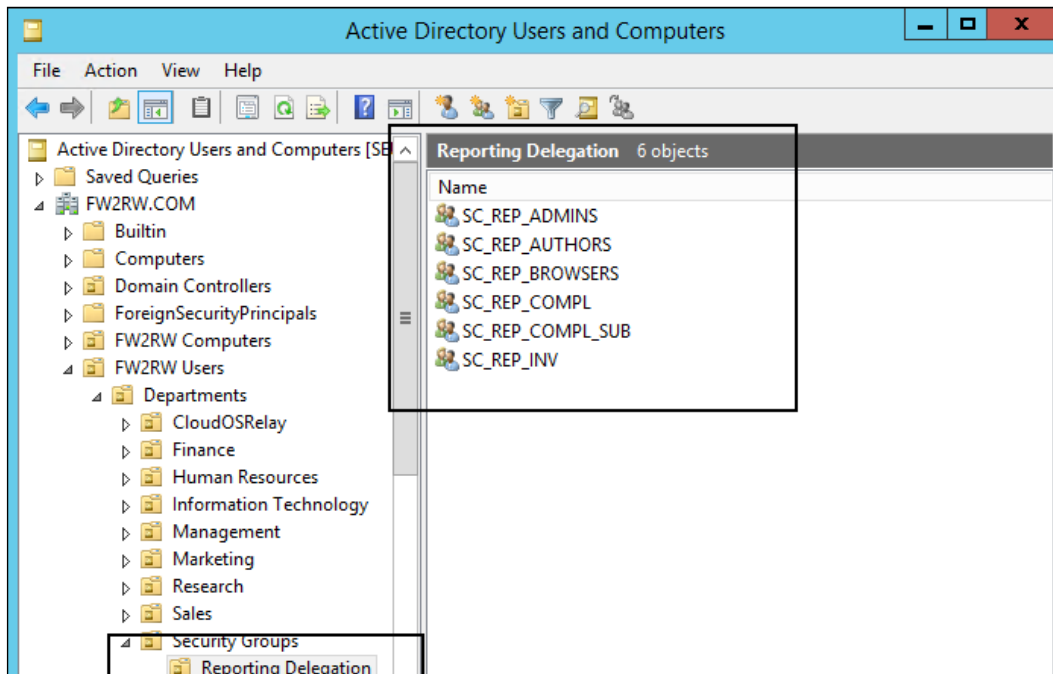 Active Directory Users and Computers
File Action View Help
Active Directory Users and Computers [SE
Saved Queries
FW2RW.COM
Builtin
Computers
Domain Controllers
ForeignSecurityPrincipals
FW2RW Computers
FW2RW Users
Departments
CloudOSRelay
Finance
Human Resources
Information Technology
Management
Marketing
Research
Sales
Security Groups
Reporting Delegation
Reporting Delegation 6 objects
Name
SC_REP_ADMINS
SC_REP_AUTHORS
SC_REP_BROWSERS
SC_REP_COMPL
SC_REP_COMPL_SUB
SC_REP_INV